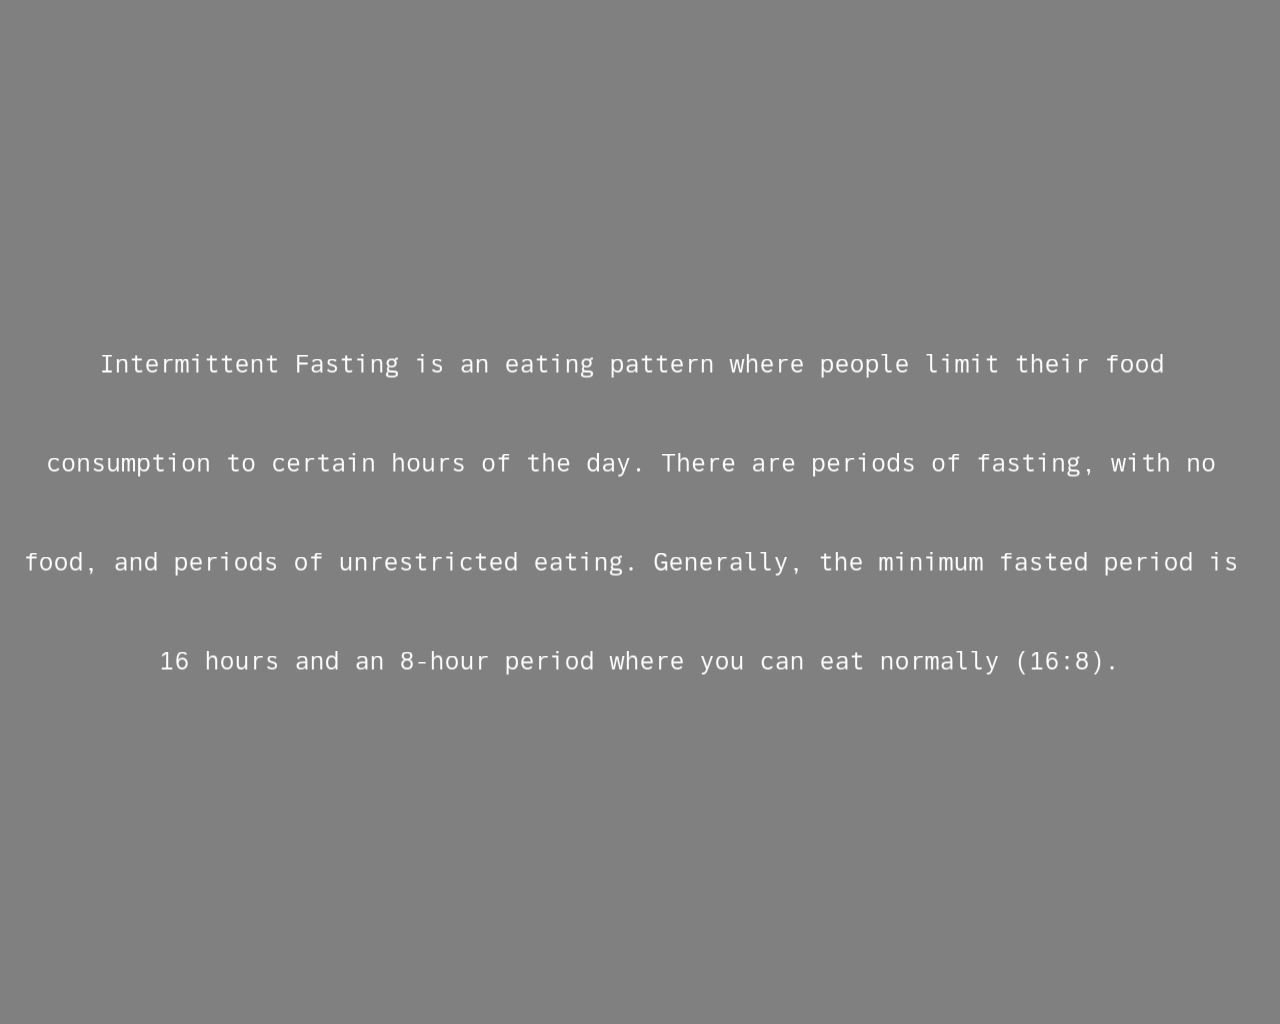 Intermittent Fasting is an eating pattern where people limit their food
consumption to certain hours of the day. There are periods of fasting, with no
food, and periods of unrestricted eating. Generally, the minimum fasted period is
16 hours and an 8-hour period where you can eat normally (16:8).